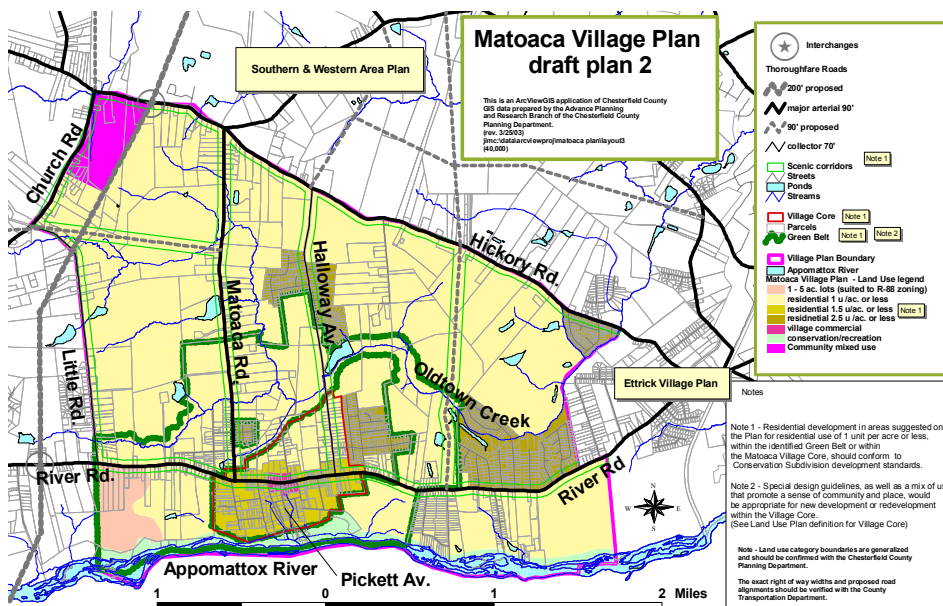 Matoaca Village Plan
draft plan 2
This is an ArcViewGIS application of Chesterfield County
GIS data prepared by the Advance Planning
and Research Branch of the Chesterfield County
Planning Department.
(rev. 3/25/03)
(40,000)
Southern & Western Area Plan
Interchanges
Thoroughfare Roads
200' proposed
major arterial 90'
90' proposed
collector 70'
Scenic corridors
Note 1
Streets
Ponds
Streams
Village Core
Note 1
Parcels
Green Belt
Note 1
Note 2
Village Plan Boundary
Appomattox River
Matoaca Village Plan - Land Use legend
1 - 5 ac. lots (suited to R-88 zoning)
residential 1 u /ac. or less
residential 1.5 u/ac. or less
Note 1
residnetial 2.5 u /ac. or less
village commercial
conservation/recreation
Community mixed use
Church Rd
Hickory Rd.
Halloway Av.
Matoaca Rd.
Little Rd.
Oldtown Creek
Ettrick Village Plan
River Rd.
River Rd
Appomattox River
Pickett Av.
N
W
E
S
1
0
1
2 Miles
Notes
Note 1 - Residential development in areas suggested on
the Plan for residential use of 1 unit per acre or less,
within the identified Green Belt or within
the Matoaca Village Core, should conform to
Conservation Subdivision development standards.
Note 2 - Special design guidelines, as well as a mix of us
that promote a sense of community and place, would
be appropriate for new development or redevelopment
within the Village Core.
(See Land Use Plan definition for Village Core)
Note - Land use category boundaries are generalized
and should be confirmed with the Chesterfield County
Planning Department.
The exact right of way widths and proposed road
alignments should be verified with the County
Transportation Department.